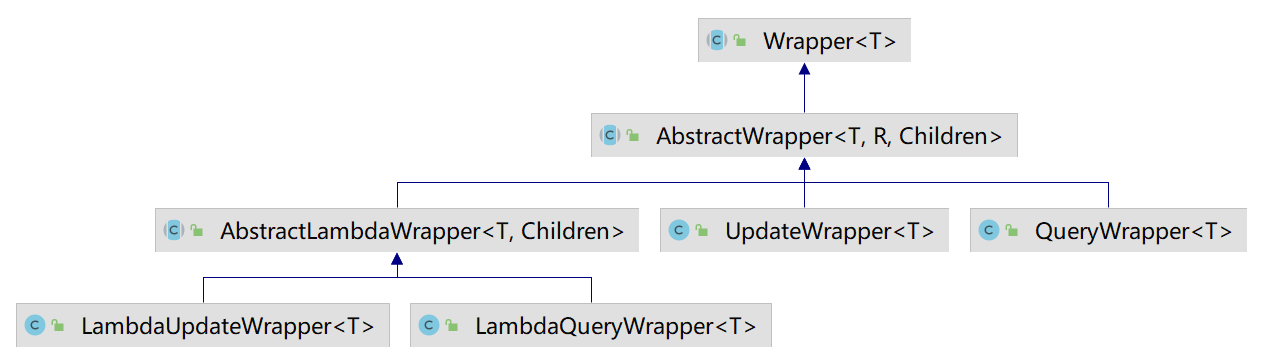 Wrapper<T>
AbstractWrapper<T, R, Children>
AbstractLambdaWrapper<T, Children>
UpdateWrapper<T>
QueryWrapper<T>
LambdaUpdateWrapper<T>
LambdaQueryWrapper<T>